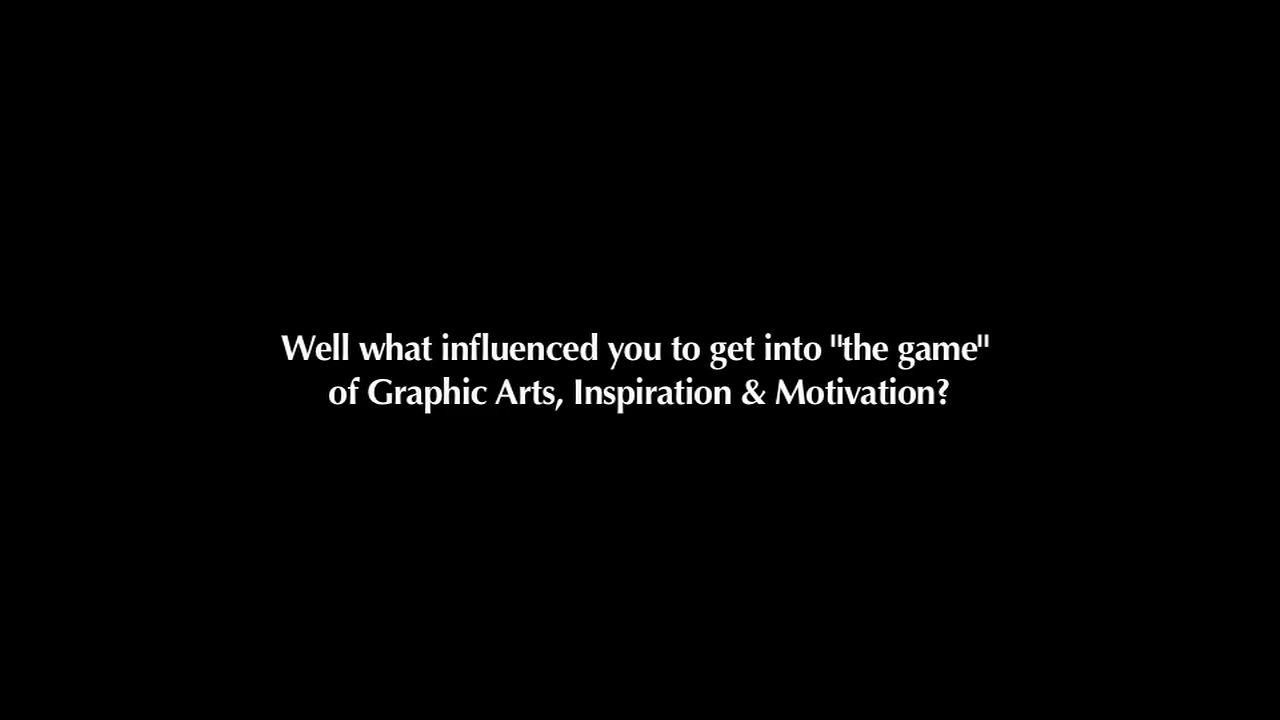 Well what influenced you to get into "the game"
of Graphic Arts, Inspiration & Motivation?